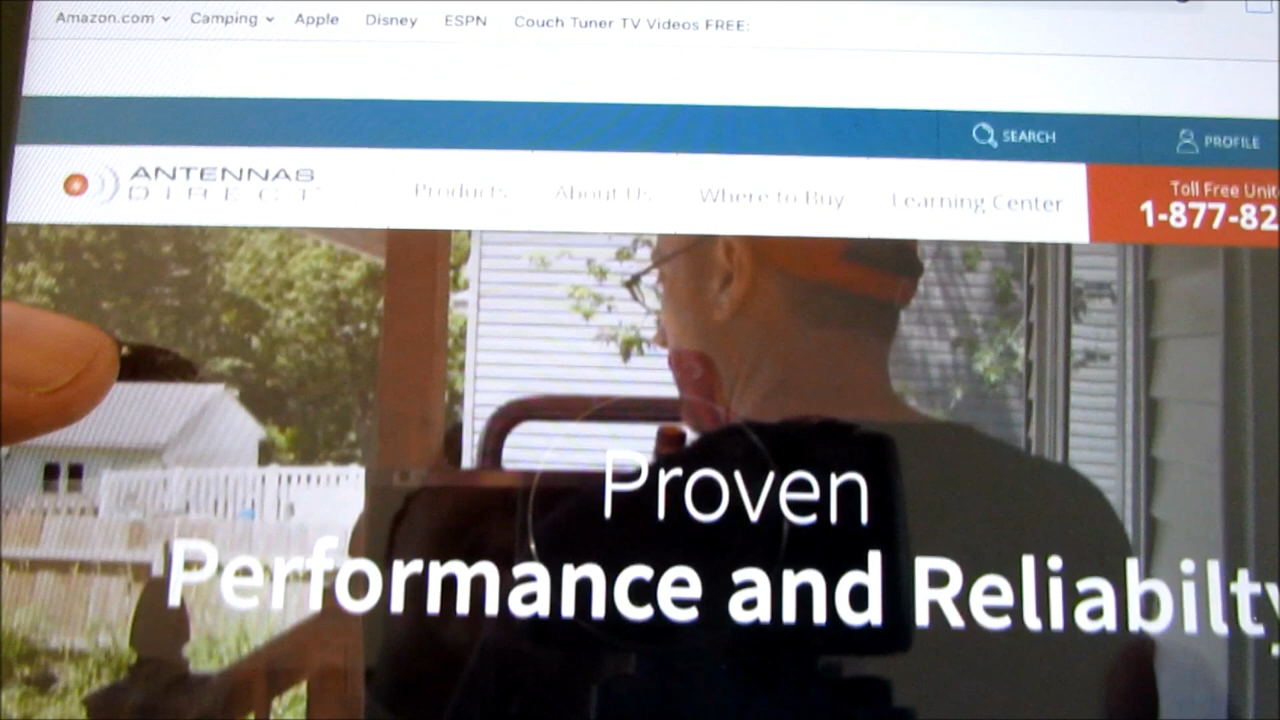 Amazon.com Camping Apple Disney ESPN Couch Tuner TV Videos FREE:
SEARCH PROFILE
ANTENNAS
DIRECT
Products About Us Where to Buy Learning Center
Toll Free Unit
1-877-82
Proven
Performance and Reliabilty